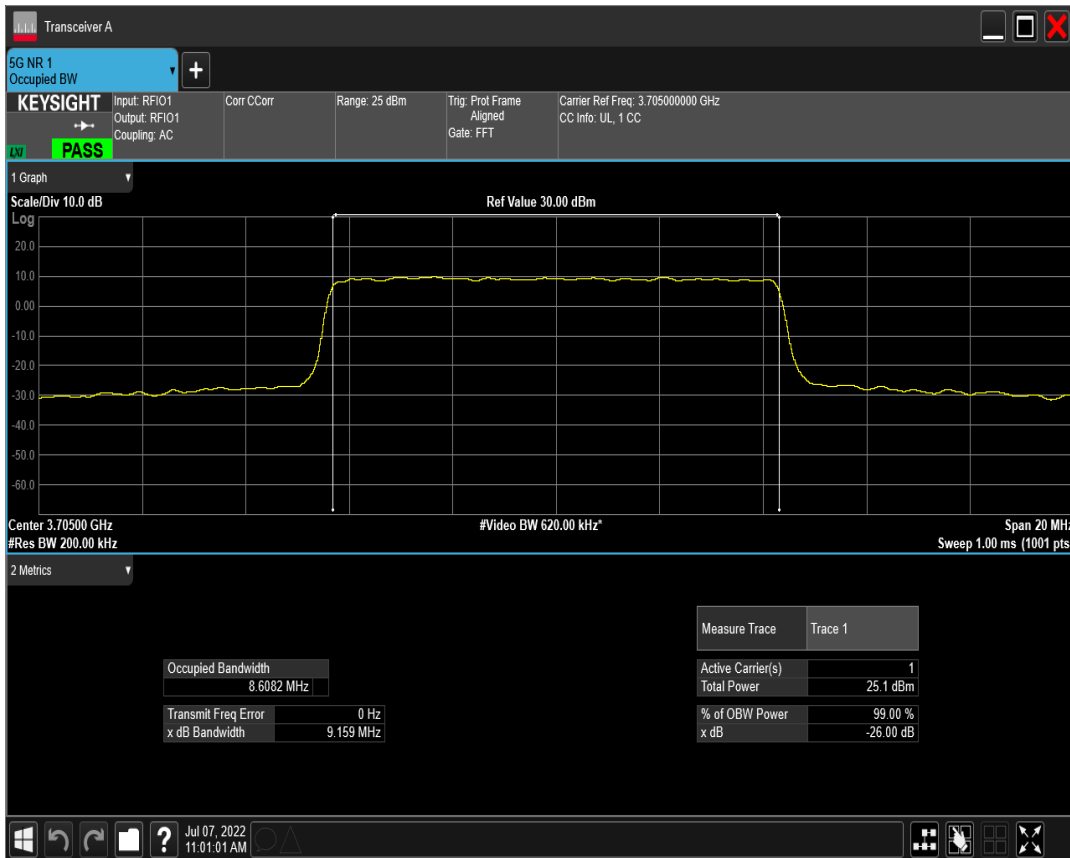 Transceiver A
5G NR 1
Occupied BW
KEYSIGHT
LXI
PASS
Input: RFIO1
Output: RFIO1
Coupling: AC
Corr CCorr
Range: 25 dBm
Trig: Prot Frame
Aligned
Gate: FFT
Carrier Ref Freq: 3.705000000 GHz
CC Info: UL, 1 CC
1 Graph
Scale/Div 10.0 dB
Ref Value 30.00 dBm
Log
20.0
10.0
0.00
-10.0
-20.0
-30.0
-40.0
-50.0
-60.0
Center 3.70500 GHz
#Video BW 620.00 kHz*
Span 20 MHz
#Res BW 200.00 kHz
Sweep 1.00 ms (1001 pts
2 Metrics
Measure Trace Trace 1
Occupied Bandwidth
8.6082 MHz
Active Carrier(s) 1
Total Power 25.1 dBm
Transmit Freq Error 0 Hz
x dB Bandwidth 9.159 MHz
% of OBW Power 99.00 %
x dB -26.00 dB
?
Jul 07, 2022
11:01:01 AM